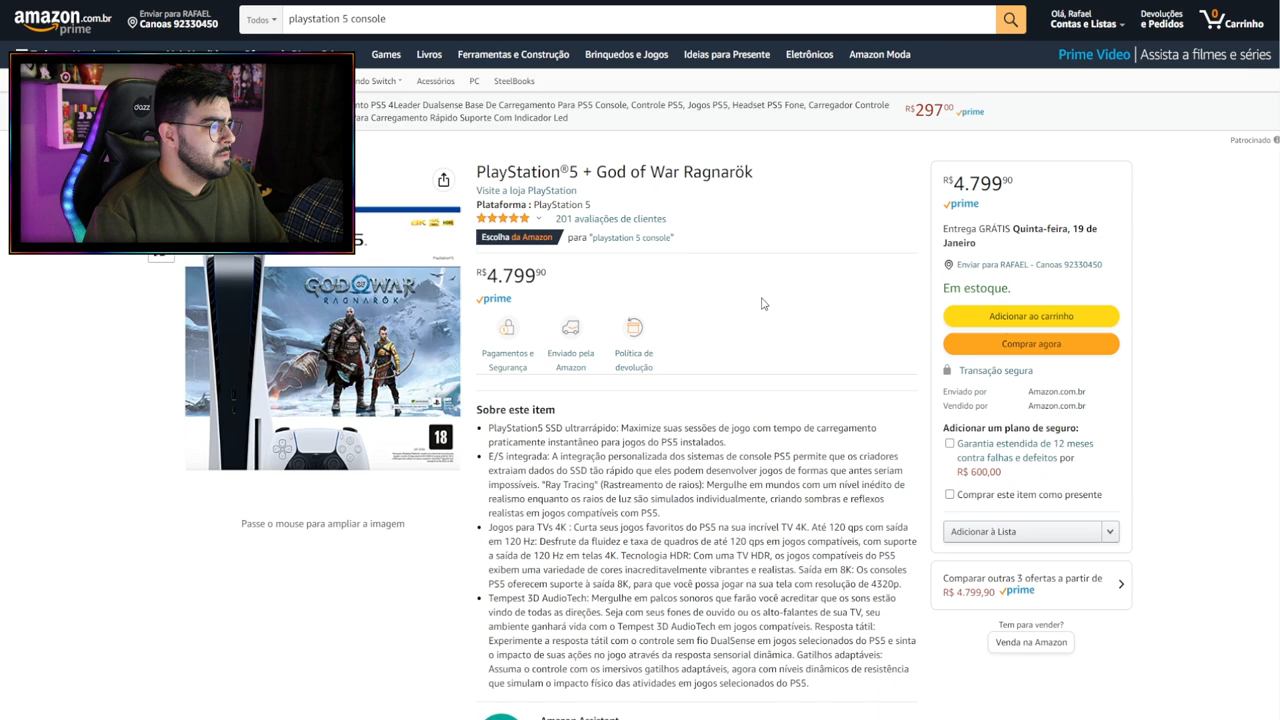 amazon.com.br
prime
Enviar para RAFAEL
Canoas 92330450
Todos
playstation 5 console
Olá, Rafael
Contas e Listas
Devoluções
e Pedidos
0
Carrinho
Games
Livros
Ferramentas e Construção
Brinquedos e Jogos
Ideias para Presente
Eletrônicos
Amazon Moda
Prime Video | Assista a filmes e séries
ndo Switch
Acessórios
PC
SteelBooks
nto PS5 4Leader Dualsense Base De Carregamento Para PS5 Console, Controle PS5, Jogos PS5, Headset PS5 Fone, Carregador Controle
Para Carregamento Rápido Suporte Com Indicador Led
R$29700 prime
Patrocinado
dazz
PlayStation®5 + God of War Ragnarök
Visite a loja PlayStation
Plataforma : PlayStation 5
201 avaliações de clientes
Escolha da Amazon para "playstation 5 console"
R$4.79990
prime
Pagamentos e
Segurança
Enviado pela
Amazon
Política de
devolução
Sobre este item
• PlayStation5 SSD ultrarrápido: Maximize suas sessões de jogo com tempo de carregamento
praticamente instantâneo para jogos do PS5 instalados.
• E/S integrada: A integração personalizada dos sistemas de console PS5 permite que os criadores
extraiam dados do SSD tão rápido que eles podem desenvolver jogos de formas que antes seriam
impossíveis. "Ray Tracing" (Rastreamento de raios): Mergulhe em mundos com um nível inédito de
realismo enquanto os raios de luz são simulados individualmente, criando sombras e reflexos
realistas em jogos compatíveis com PS5.
• Jogos para TVs 4K : Curta seus jogos favoritos do PS5 na sua incrível TV 4K. Até 120 qps com saída
em 120 Hz: Desfrute da fluidez e taxa de quadros de até 120 qps em jogos compatíveis, com suporte
a saída de 120 Hz em telas 4K. Tecnologia HDR: Com uma TV HDR, os jogos compatíveis do PS5
exibem uma variedade de cores inacreditavelmente vibrantes e realistas. Saída em 8K: Os consoles
PS5 oferecem suporte à saída 8K, para que você possa jogar na sua tela com resolução de 4320p.
• Tempest 3D AudioTech: Mergulhe em palcos sonoros que farão você acreditar que os sons estão
vindo de todas as direções. Seja com seus fones de ouvido ou os alto-falantes de sua TV, seu
ambiente ganhará vida com o Tempest 3D AudioTech em jogos compatíveis. Resposta tátil:
Experimente a resposta tátil com o controle sem fio DualSense em jogos selecionados do PS5 e sinta
o impacto de suas ações no jogo através da resposta sensorial dinâmica. Gatilhos adaptáveis:
Assuma o controle com os imersivos gatilhos adaptáveis, agora com níveis dinâmicos de resistência
que simulam o impacto físico das atividades em jogos selecionados do PS5.
Amazon Assistant
GOD OF WAR
RAGNARÖK
18
Passe o mouse para ampliar a imagem
R$4.79990
prime
Entrega GRÁTIS Quinta-feira, 19 de
Janeiro
Enviar para RAFAEL - Canoas 92330450
Em estoque.
Adicionar ao carrinho
Comprar agora
Transação segura
Enviado por Amazon.com.br
Vendido por Amazon.com.br
Adicionar um plano de seguro:
Garantia estendida de 12 meses
contra falhas e defeitos por
R$ 600,00
Comprar este item como presente
Adicionar à Lista
Comparar outras 3 ofertas a partir de
R$ 4.799,90 prime
Tem para vender?
Venda na Amazon